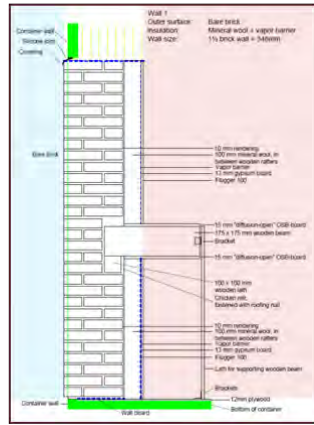 Wall 1
Outer surface: Bare brick
Insulation: Mineral wool + vapor barrier
Wall size: 1½ brick wall = 348mm
Container wall
Silicone joint
Covering
Bare brick
10 mm rendering
100 mm mineral wool, in
between wooden rafters
Vapor barrier
13 mm gypsum board
Flugger 100
15 mm "diffusion-open" OSB-board
175 x 175 mm wooden beam
Bracket
15 mm "diffusion-open" OSB-board
100 x 100 mm
wooden lath
Chicken net,
fastened with roofing nail
10 mm rendering
100 mm mineral wool, in
between wooden rafters
Vapor barrier
13 mm gypsum board
Flugger 100
Lath for supporting wooden beam
Brackets
12mm plywood
Container wall
Wall board
Bottom of container